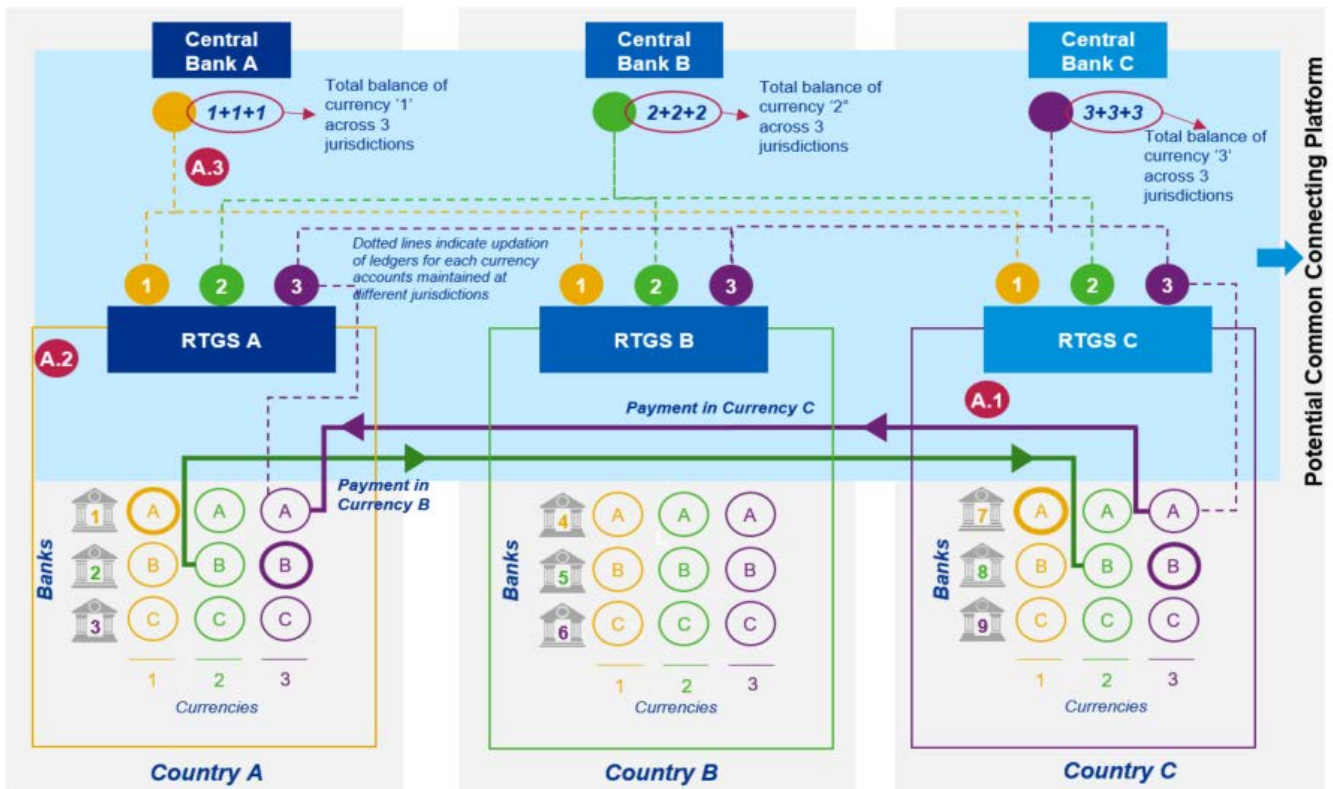 Central
Bank A
Central
Bank B
Central
Bank C
1+1+1
Total balance of
currency '1'
across 3
jurisdictions
2+2+2
Total balance of
currency '2"
across 3
jurisdictions
3+3+3
Total balance of
currency '3'
across 3
jurisdictions
A.3
Dotted lines indicate updation
of ledgers for each currency
accounts maintained at
different jurisdictions
1 2 3
1 2 3
1 2 3
RTGS A
RTGS B
RTGS C
A.2
A.1
Payment in Currency C
Payment in
Currency B
Banks
1 A A A
2 B B B
3 C C C
1 2 3
Currencies
Country A
Banks
4 A A A
5 B B B
6 C C C
1 2 3
Currencies
Country B
Banks
7 A A A
8 B B B
9 C C C
1 2 3
Currencies
Country C
Potential Common Connecting Platform